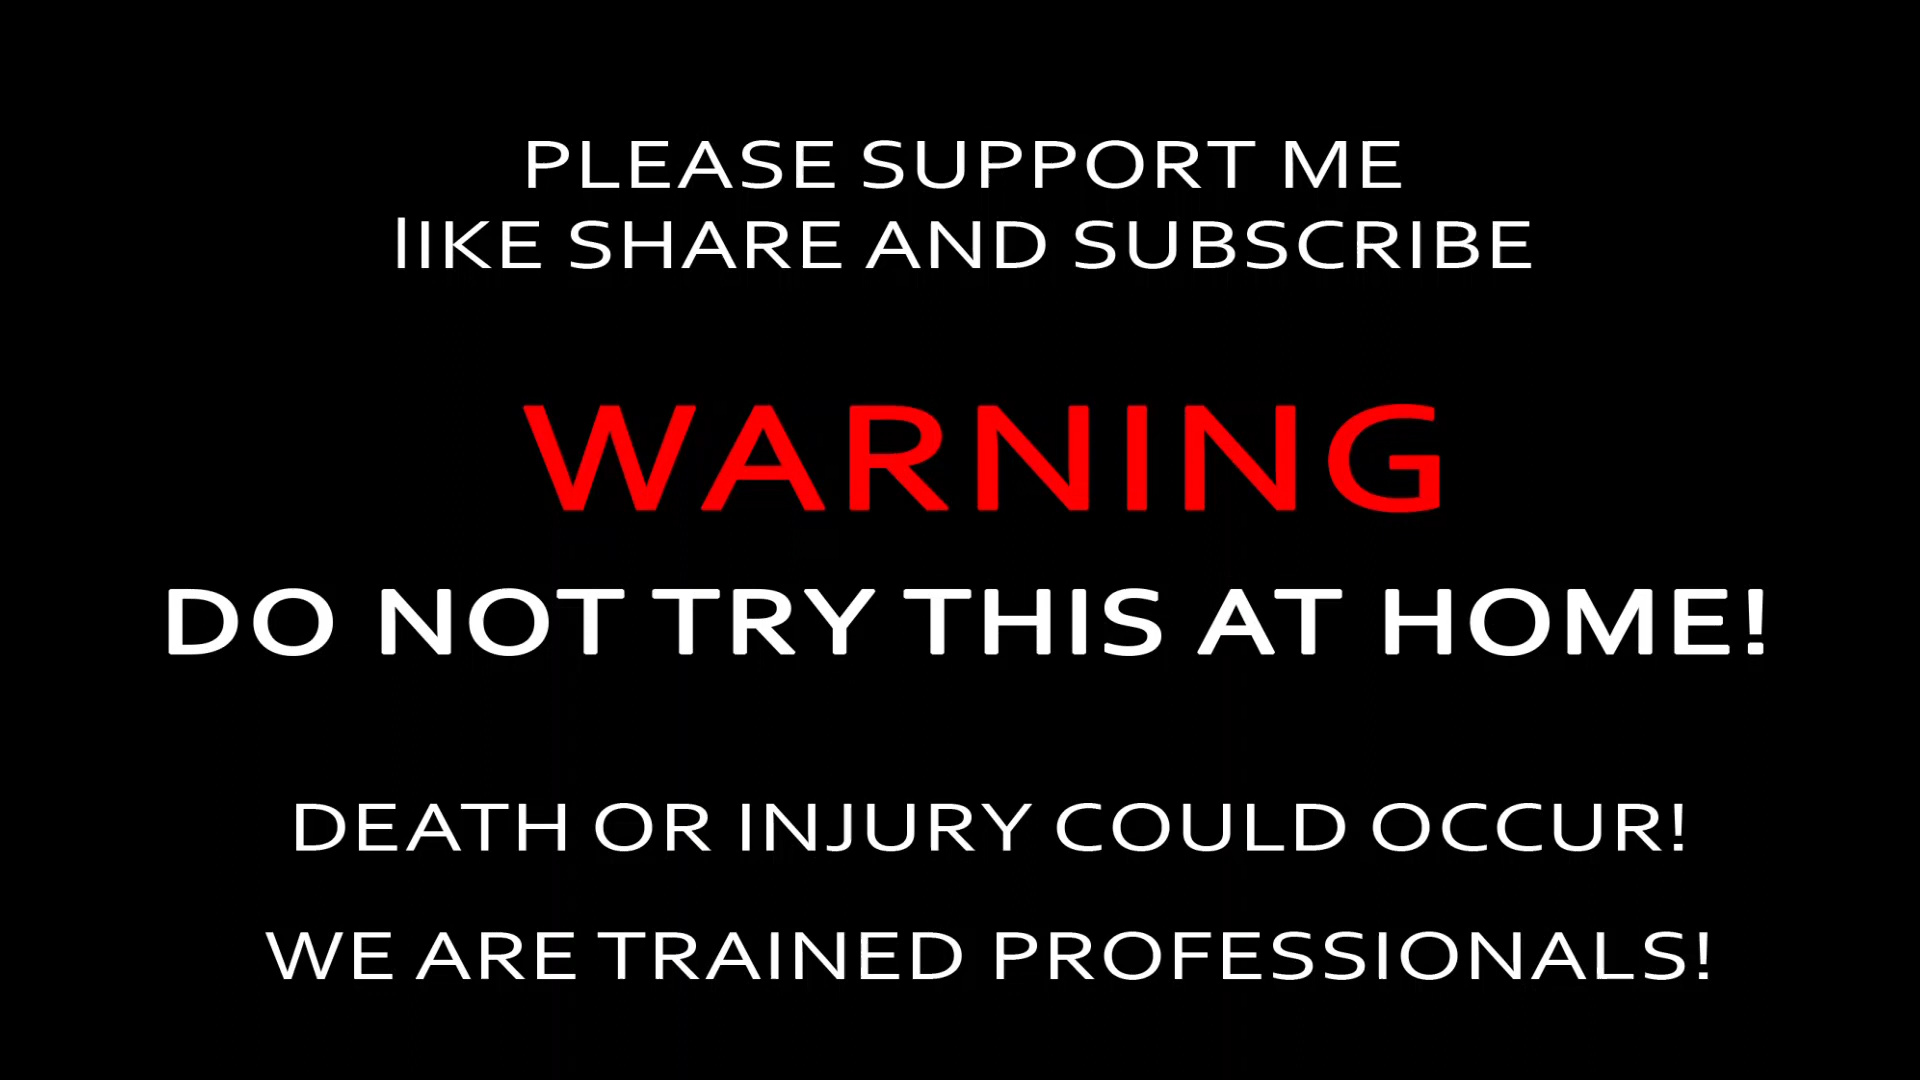 PLEASE SUPPORT ME
lIKE SHARE AND SUBSCRIBE
WARNING
DO NOT TRY THIS AT HOME!
DEATH OR INJURY COULD OCCUR!
WE ARE TRAINED PROFESSIONALS!